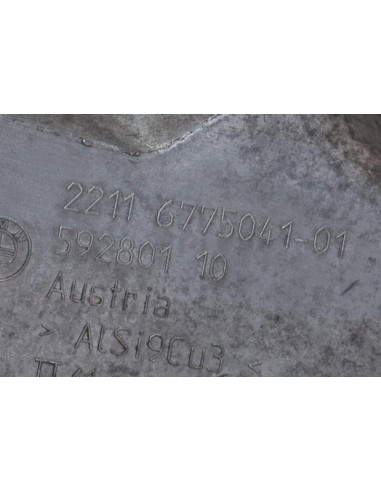 2211 6775041-01
592801 10
Austria
> AlSi9Cu3 <